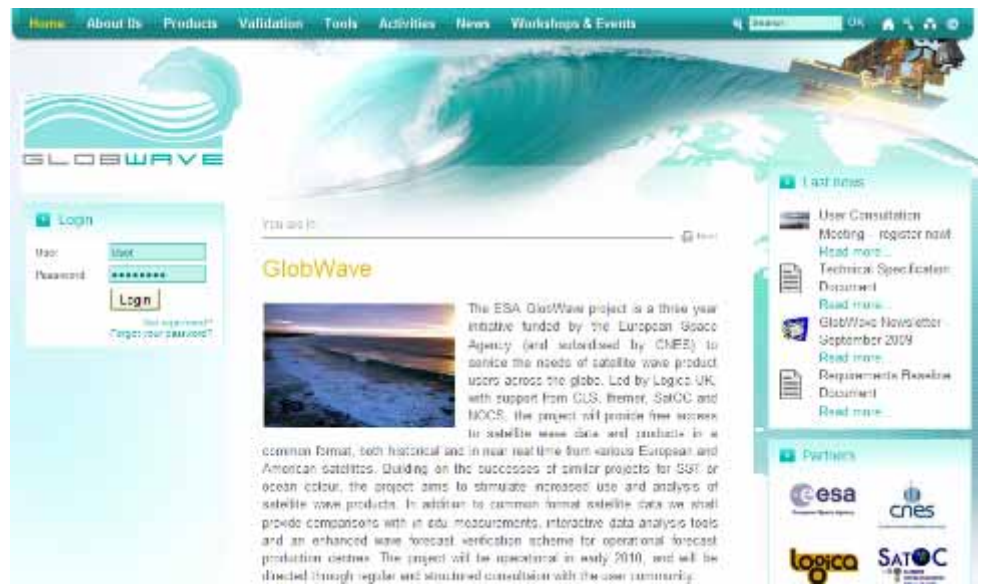 Home About Us Products Validation Tools Activities News Workshops & Events Search OK
GLOBWAVE
Login
User: User
Password:
Login
Not registered?
Forgot your password?
You are in:
Print
GlobWave
The ESA GlobWave project is a three year
initiative funded by the European Space
Agency (and subsidised by CNES) to
service the needs of satellite wave product
users across the globe. Led by Logica UK,
with support from CLS, Ifremer, SatOC and
NOCS, the project will provide free access
to satellite wave data and products in a
common format, both historical and in near real time from various European and
American satellites. Building on the successes of similar projects for SST or
ocean colour, the project aims to stimulate increased use and analysis of
satellite wave products. In addition to common format satellite data we shall
provide comparisons with in situ measurements, interactive data analysis tools
and an enhanced wave forecast verification scheme for operational forecast
production centres. The project will be operational in early 2010, and will be
directed through regular and structured consultation with the user community.
Last news
User Consultation
Meeting - register now!
Read more...
Technical Specification
Document
Read more...
GlobWave Newsletter -
September 2009
Read more...
Requirements Baseline
Document
Read more...
Partners
esa
European Space Agency
cnes
logica
SATOC